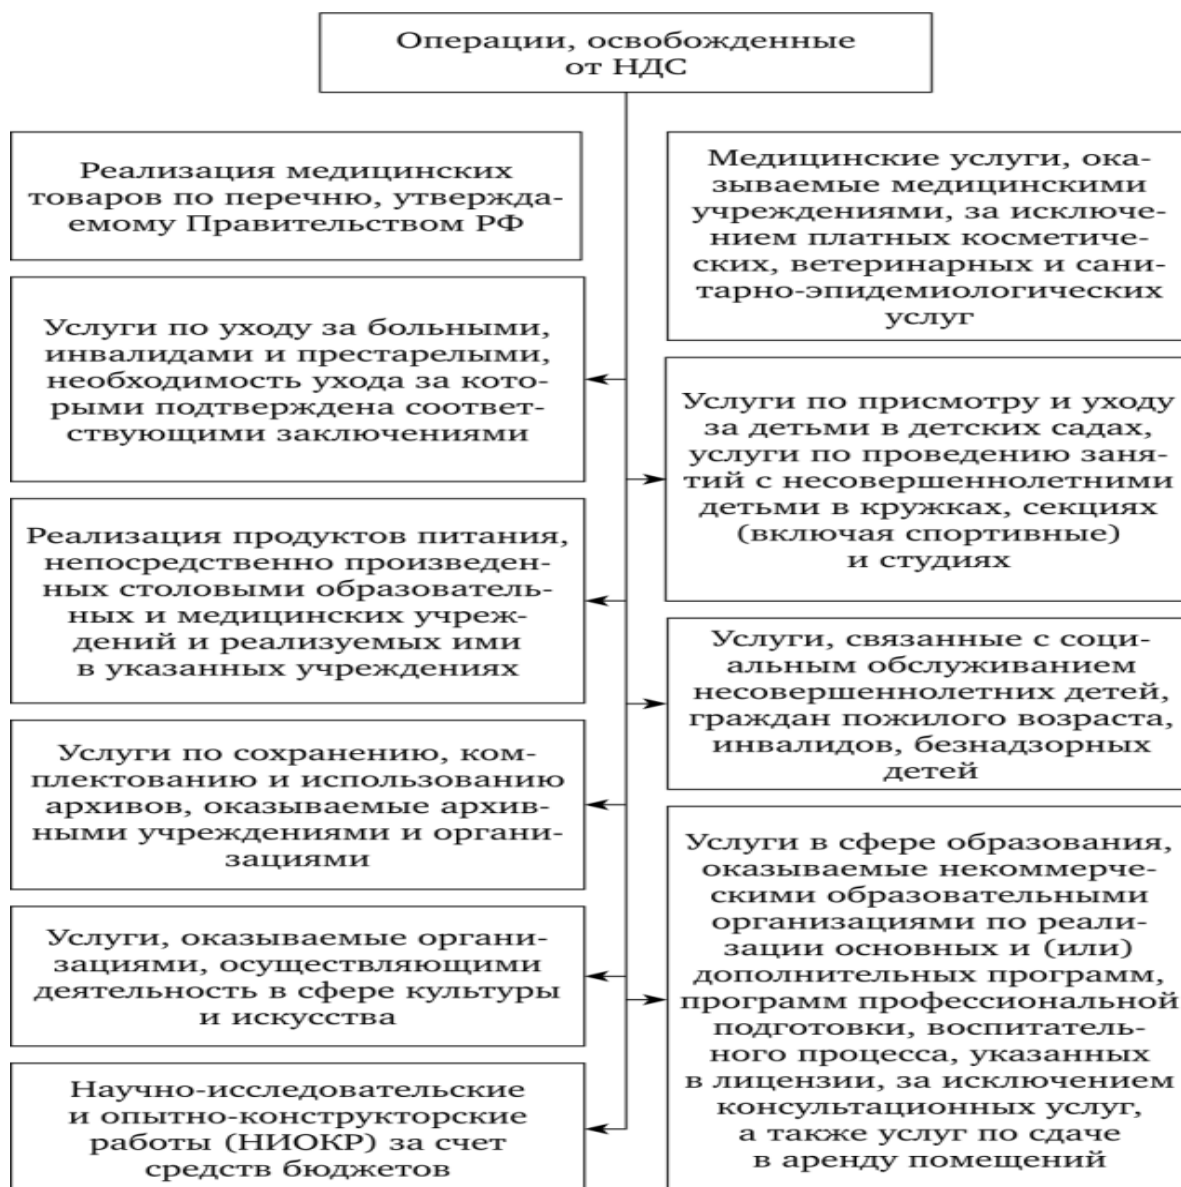 Операции, освобожденные
от НДС
Реализация медицинских
товаров по перечню, утвержда-
емому Правительством РФ
Услуги по уходу за больными,
инвалидами и престарелыми,
необходимость ухода за кото-
рыми подтверждена соответ-
ствующими заключениями
Реализация продуктов питания,
непосредственно произведен-
ных столовыми образователь-
ных и медицинских учреж-
дений и реализуемых ими
в указанных учреждениях
Услуги по сохранению, ком-
плектованию и использованию
архивов, оказываемые архив-
ными учреждениями и органи-
зациями
Услуги, оказываемые органи-
зациями, осуществляющими
деятельность в сфере культуры
и искусства
Научно-исследовательские
и опытно-конструкторские
работы (НИОКР) за счет
средств бюджетов
Медицинские услуги, ока-
зываемые медицинскими
учреждениями, за исключе-
нием платных косметиче-
ских, ветеринарных и сани-
тарно-эпидемиологических
услуг
Услуги по присмотру и уходу
за детьми в детских садах,
услуги по проведению заня-
тий с несовершеннолетними
детьми в кружках, секциях
(включая спортивные)
и студиях
Услуги, связанные с соци-
альным обслуживанием
несовершеннолетних детей,
граждан пожилого возраста,
инвалидов, безнадзорных
детей
Услуги в сфере образования,
оказываемые некоммерче-
скими образовательными
организациями по реали-
зации основных и (или)
дополнительных программ,
программ профессиональной
подготовки, воспитатель-
ного процесса, указанных
в лицензии, за исключением
консультационных услуг,
а также услуг по сдаче
в аренду помещений